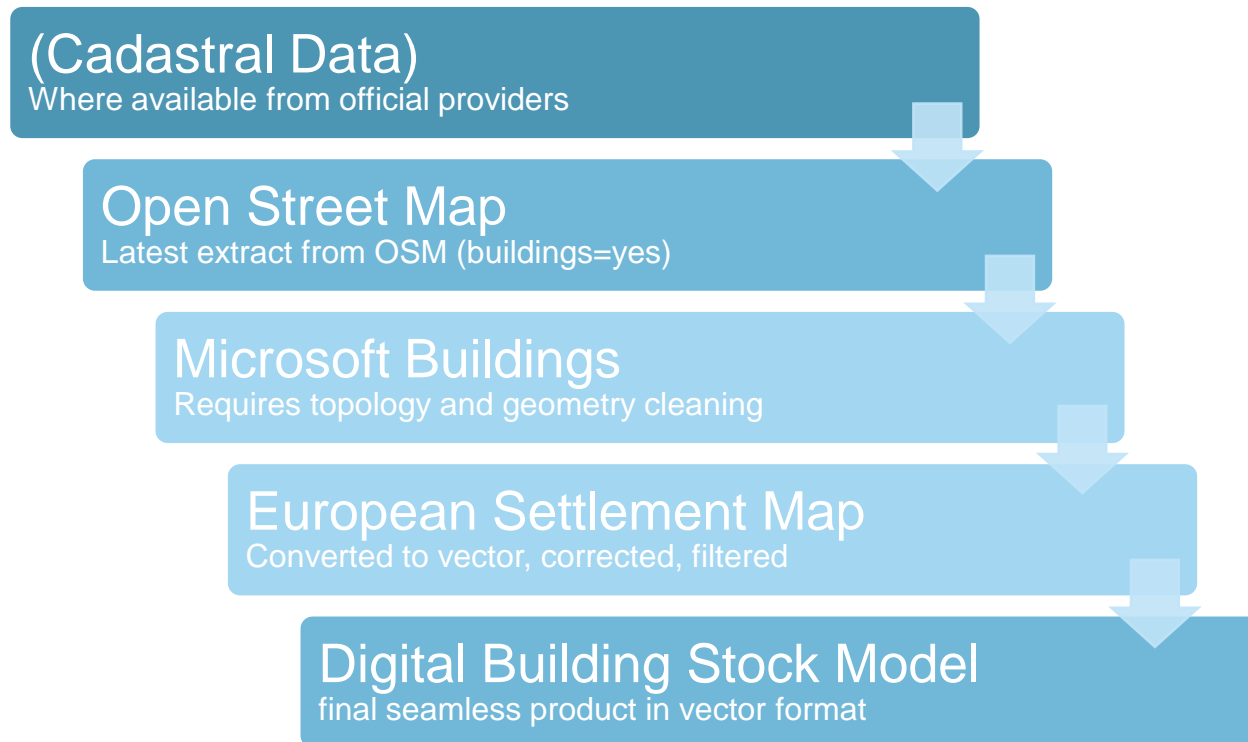 (Cadastral Data)
Where available from official providers
Open Street Map
Latest extract from OSM (buildings=yes)
Microsoft Buildings
Requires topology and geometry cleaning
European Settlement Map
Converted to vector, corrected, filtered
Digital Building Stock Model
final seamless product in vector format